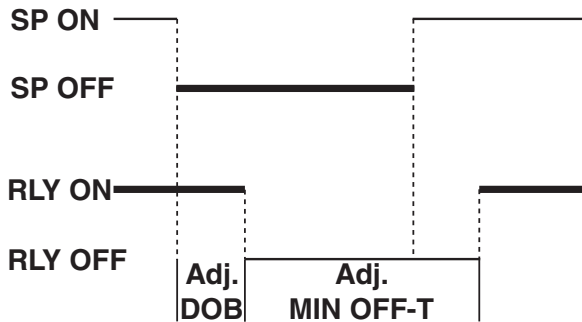 SP ON
SP OFF
RLY ON
RLY OFF
Adj. DOB
Adj. MIN OFF-T